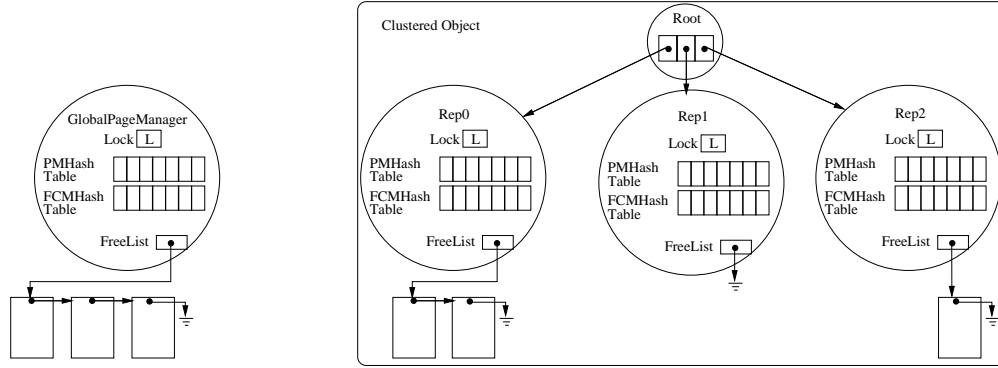 GlobalPageManager
Lock L
PMHash
Table
FCMHash
Table
FreeList
Clustered Object
Root
Rep0
Lock L
PMHash
Table
FCMHash
Table
FreeList
Rep1
Lock L
PMHash
Table
FCMHash
Table
FreeList
Rep2
Lock L
PMHash
Table
FCMHash
Table
FreeList